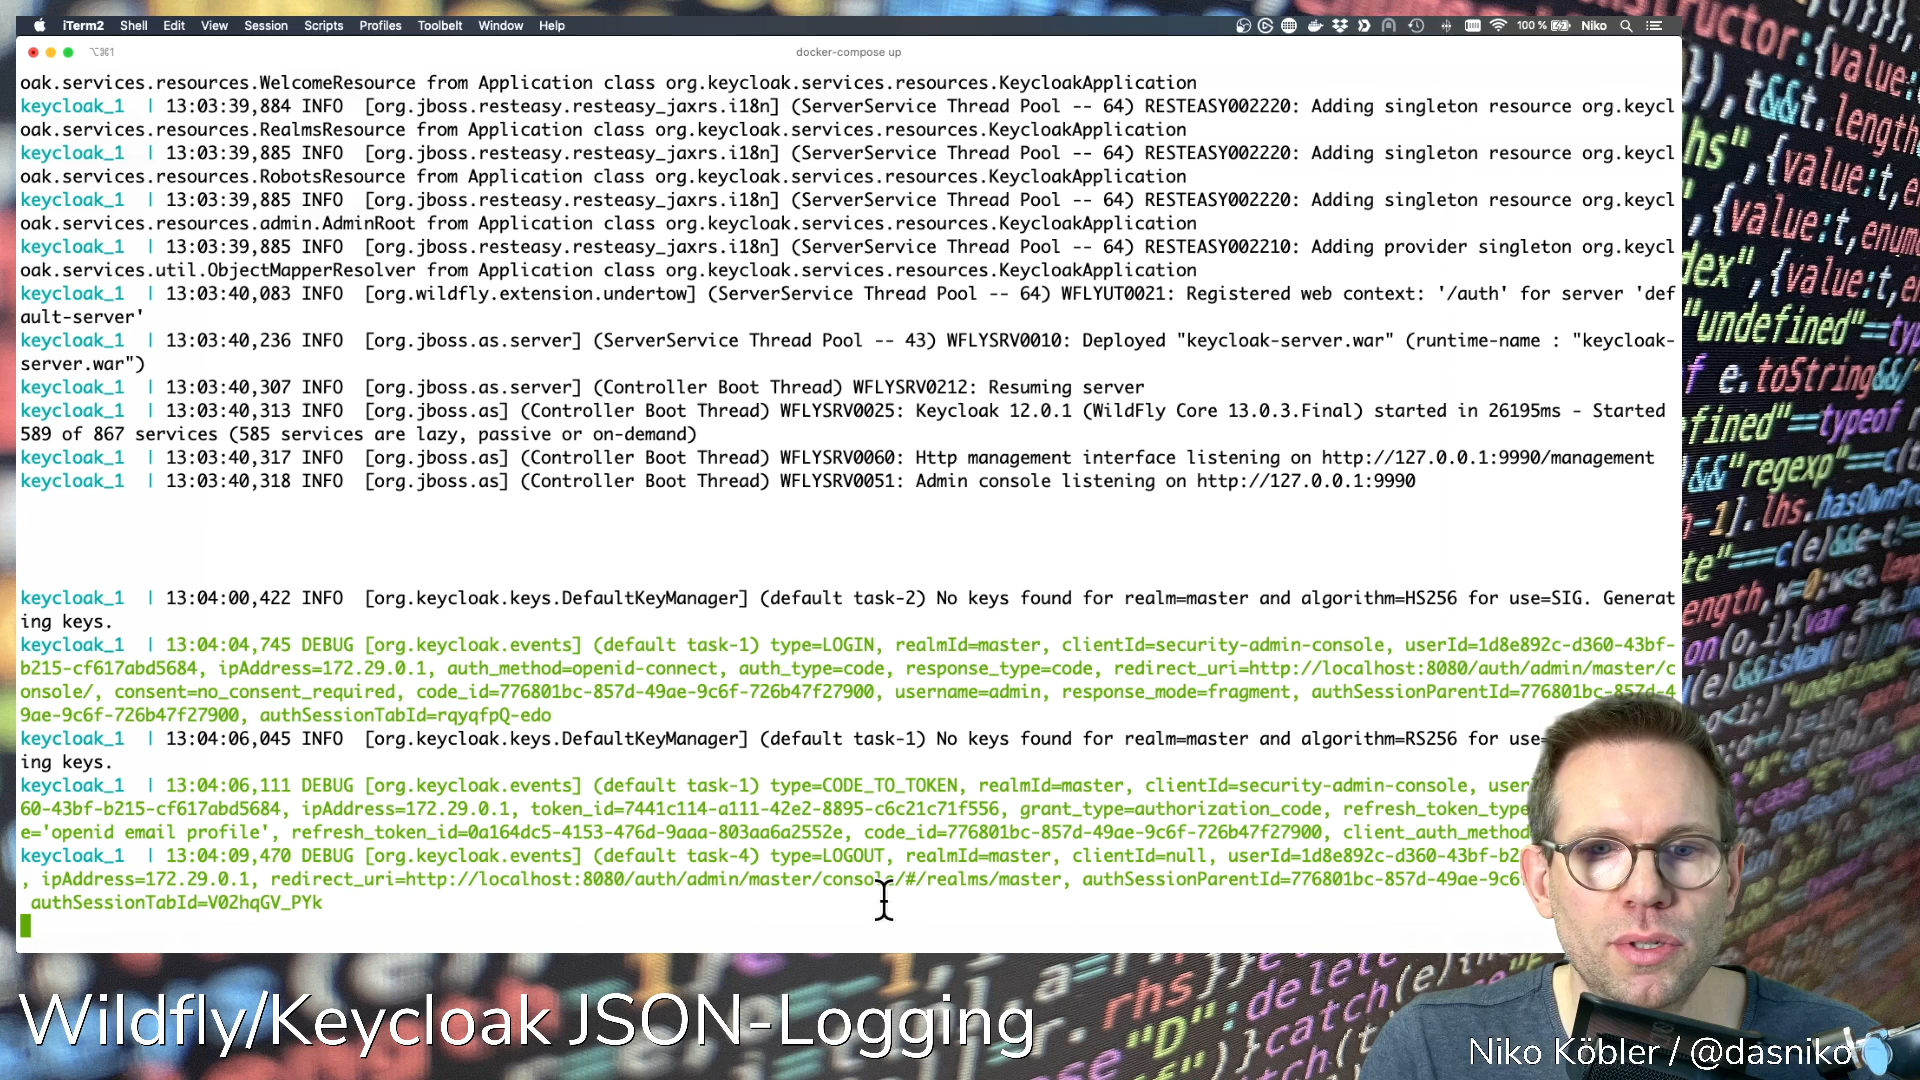 iTerm2 Shell Edit View Session Scripts Profiles Toolbelt Window Help 100 % Niko
⌥⌘1 docker-compose up
oak.services.resources.WelcomeResource from Application class org.keycloak.services.resources.KeycloakApplication
keycloak_1 | 13:03:39,884 INFO [org.jboss.resteasy.resteasy_jaxrs.i18n] (ServerService Thread Pool -- 64) RESTEASY002220: Adding singleton resource org.keycl
oak.services.resources.RealmsResource from Application class org.keycloak.services.resources.KeycloakApplication
keycloak_1 | 13:03:39,885 INFO [org.jboss.resteasy.resteasy_jaxrs.i18n] (ServerService Thread Pool -- 64) RESTEASY002220: Adding singleton resource org.keycl
oak.services.resources.RobotsResource from Application class org.keycloak.services.resources.KeycloakApplication
keycloak_1 | 13:03:39,885 INFO [org.jboss.resteasy.resteasy_jaxrs.i18n] (ServerService Thread Pool -- 64) RESTEASY002220: Adding singleton resource org.keycl
oak.services.resources.admin.AdminRoot from Application class org.keycloak.services.resources.KeycloakApplication
keycloak_1 | 13:03:39,885 INFO [org.jboss.resteasy.resteasy_jaxrs.i18n] (ServerService Thread Pool -- 64) RESTEASY002210: Adding provider singleton org.keycl
oak.services.util.ObjectMapperResolver from Application class org.keycloak.services.resources.KeycloakApplication
keycloak_1 | 13:03:40,083 INFO [org.wildfly.extension.undertow] (ServerService Thread Pool -- 64) WFLYUT0021: Registered web context: '/auth' for server 'def
ault-server'
keycloak_1 | 13:03:40,236 INFO [org.jboss.as.server] (ServerService Thread Pool -- 43) WFLYSRV0010: Deployed "keycloak-server.war" (runtime-name : "keycloak-
server.war")
keycloak_1 | 13:03:40,307 INFO [org.jboss.as.server] (Controller Boot Thread) WFLYSRV0212: Resuming server
keycloak_1 | 13:03:40,313 INFO [org.jboss.as] (Controller Boot Thread) WFLYSRV0025: Keycloak 12.0.1 (WildFly Core 13.0.3.Final) started in 26195ms - Started
589 of 867 services (585 services are lazy, passive or on-demand)
keycloak_1 | 13:03:40,317 INFO [org.jboss.as] (Controller Boot Thread) WFLYSRV0060: Http management interface listening on http://127.0.0.1:9990/management
keycloak_1 | 13:03:40,318 INFO [org.jboss.as] (Controller Boot Thread) WFLYSRV0051: Admin console listening on http://127.0.0.1:9990
keycloak_1 | 13:04:00,422 INFO [org.keycloak.keys.DefaultKeyManager] (default task-2) No keys found for realm=master and algorithm=HS256 for use=SIG. Generat
ing keys.
keycloak_1 | 13:04:04,745 DEBUG [org.keycloak.events] (default task-1) type=LOGIN, realmId=master, clientId=security-admin-console, userId=1d8e892c-d360-43bf-
b215-cf617abd5684, ipAddress=172.29.0.1, auth_method=openid-connect, auth_type=code, response_type=code, redirect_uri=http://localhost:8080/auth/admin/master/c
onsole/, consent=no_consent_required, code_id=776801bc-857d-49ae-9c6f-726b47f27900, username=admin, response_mode=fragment, authSessionParentId=776801bc-857d-4
9ae-9c6f-726b47f27900, authSessionTabId=rqyqfpQ-edo
keycloak_1 | 13:04:06,045 INFO [org.keycloak.keys.DefaultKeyManager] (default task-1) No keys found for realm=master and algorithm=RS256 for use=
ing keys.
keycloak_1 | 13:04:06,111 DEBUG [org.keycloak.events] (default task-1) type=CODE_TO_TOKEN, realmId=master, clientId=security-admin-console, user
60-43bf-b215-cf617abd5684, ipAddress=172.29.0.1, token_id=7441c114-a111-42e2-8895-c6c21c71f556, grant_type=authorization_code, refresh_token_type
e='openid email profile', refresh_token_id=0a164dc5-4153-476d-9aaa-803aa6a2552e, code_id=776801bc-857d-49ae-9c6f-726b47f27900, client_auth_method
keycloak_1 | 13:04:09,470 DEBUG [org.keycloak.events] (default task-4) type=LOGOUT, realmId=master, clientId=null, userId=1d8e892c-d360-43bf-b2
, ipAddress=172.29.0.1, redirect_uri=http://localhost:8080/auth/admin/master/console/#/realms/master, authSessionParentId=776801bc-857d-49ae-9c6
authSessionTabId=V02hqGV_PYk
Wildfly/Keycloak JSON-Logging
Niko Köbler / @dasniko